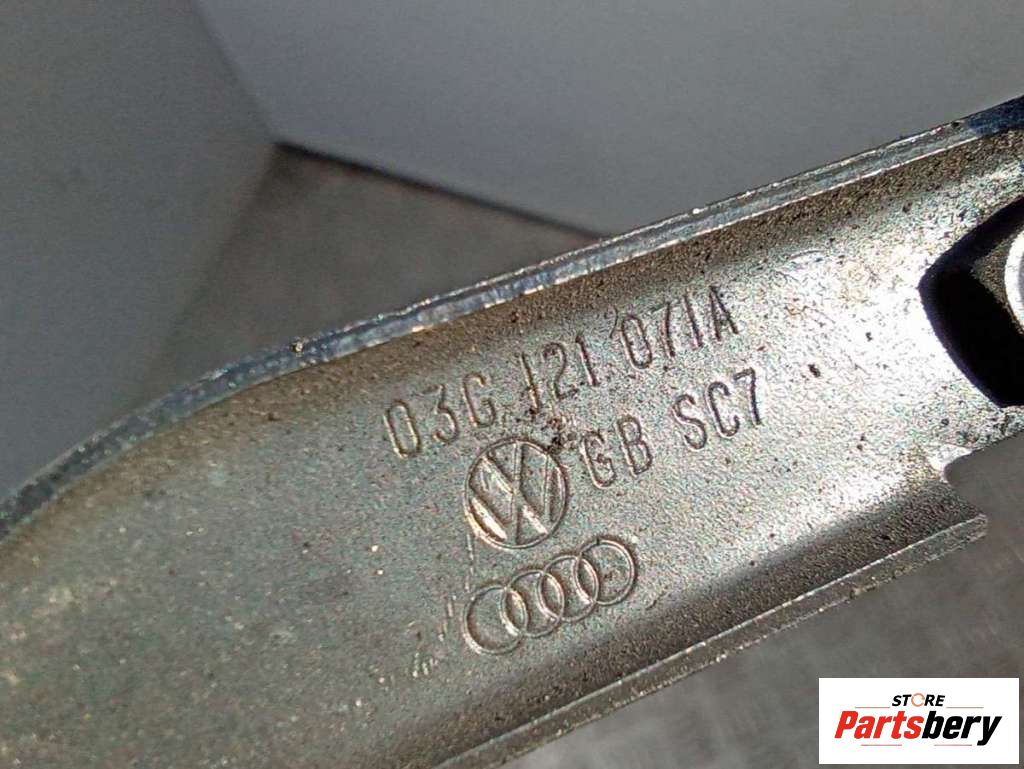 03G 121 071A
GB SC7
STORE
Partsbery